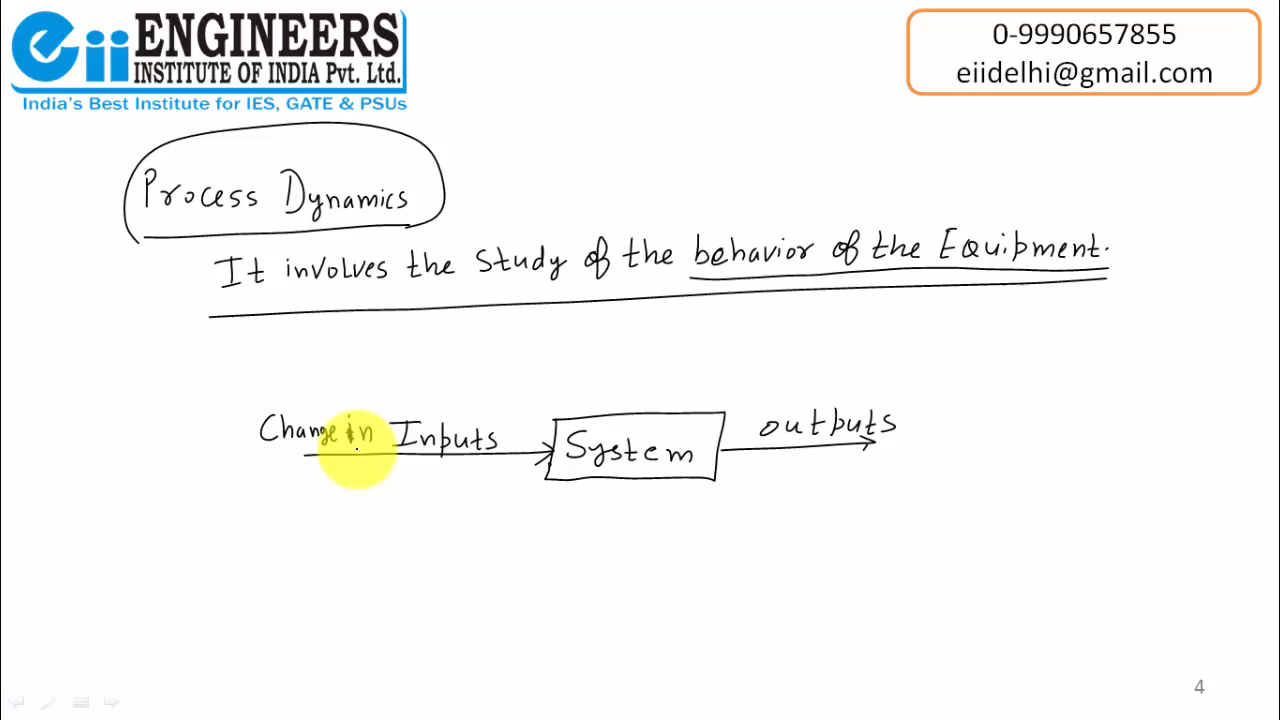 eii ENGINEERS
INSTITUTE OF INDIA Pvt. Ltd.
India's Best Institute for IES, GATE & PSUs
0-9990657855
eiidelhi@gmail.com
Process Dynamics
It involves the study of the behavior of the Equipment.
Change in Inputs
System
outputs
4